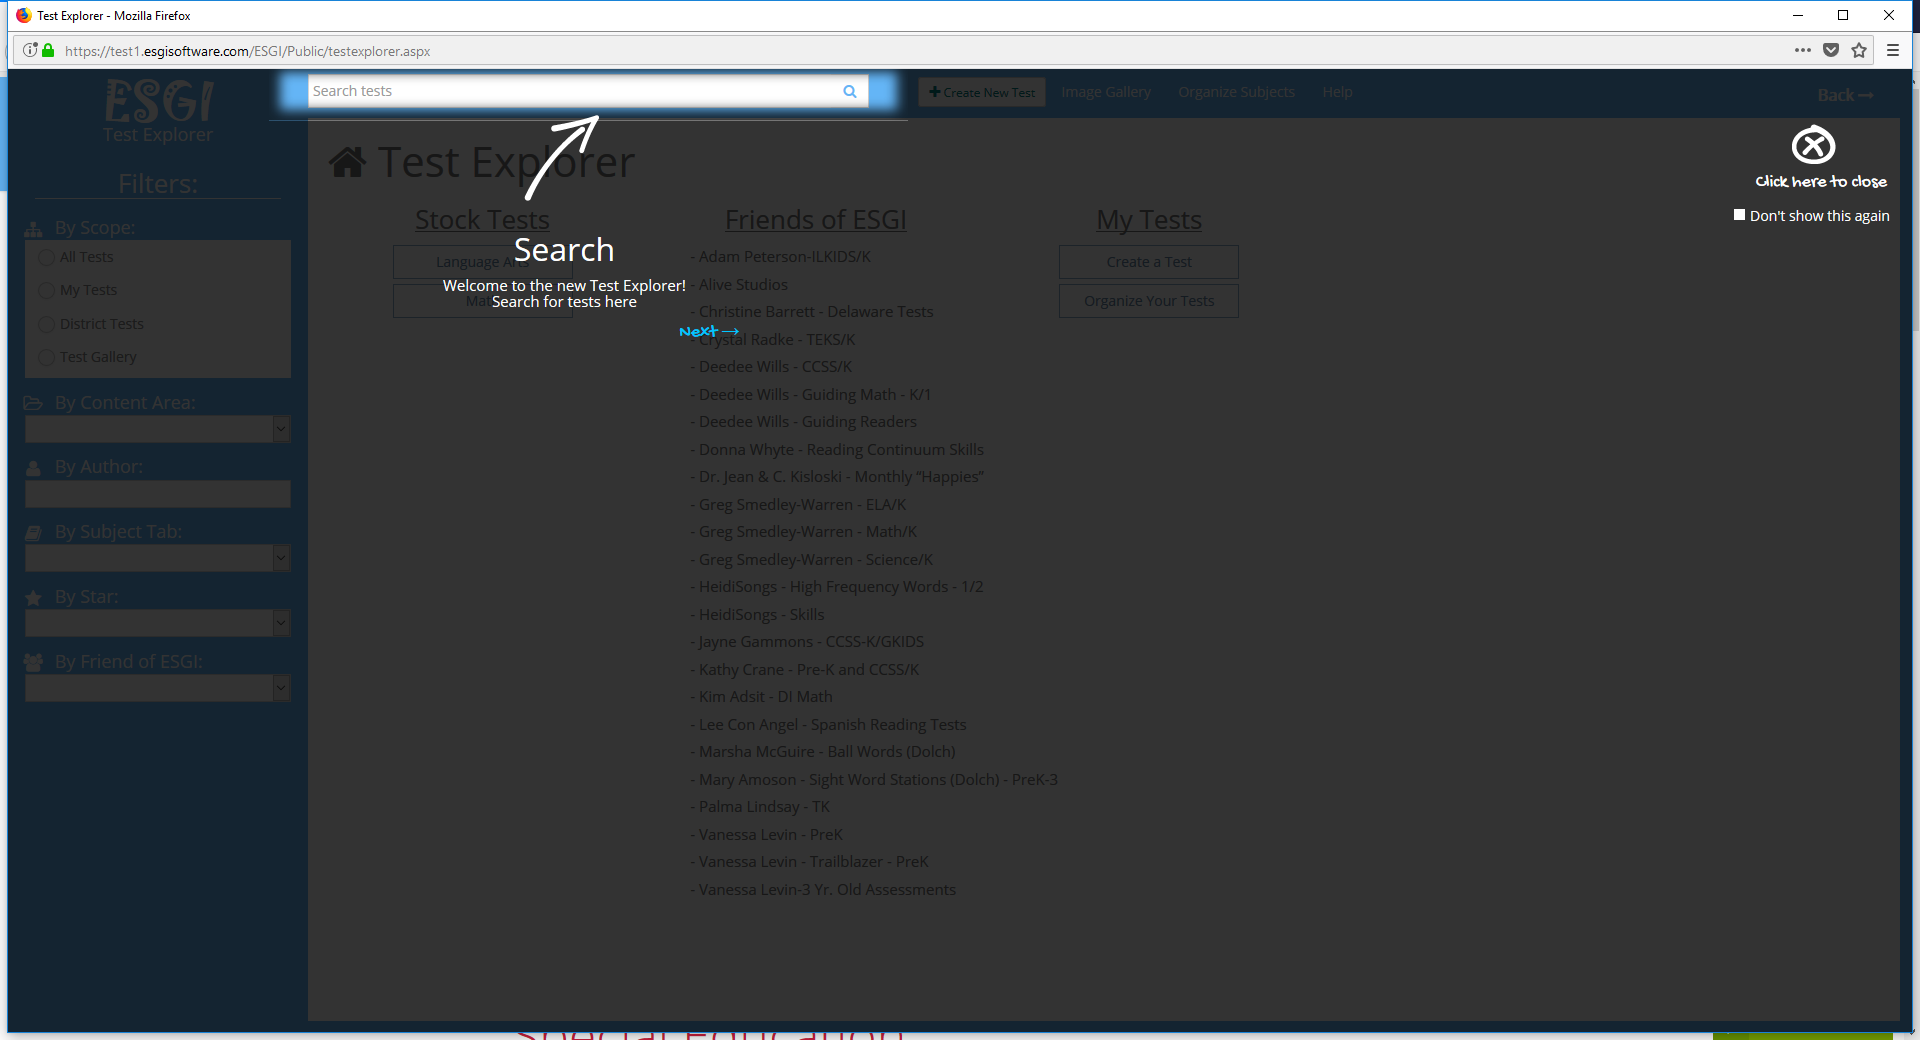 Test Explorer - Mozilla Firefox
https://test1.esgisoftware.com/ESGI/Public/testexplorer.aspx
ESGI
Test Explorer
Search tests
Create New Test
Image Gallery
Organize Subjects
Help
Back
Click here to close
Don't show this again
Filters:
By Scope:
All Tests
My Tests
District Tests
Test Gallery
By Content Area:
By Author:
By Subject Tab:
By Star:
By Friend of ESGI:
Test Explorer
Stock Tests
Language Arts
Math
Search
Welcome to the new Test Explorer!
Search for tests here
Next
Friends of ESGI
- Adam Peterson-ILKIDS/K
- Alive Studios
- Christine Barrett - Delaware Tests
- Crystal Radke - TEKS/K
- Deedee Wills - CCSS/K
- Deedee Wills - Guiding Math - K/1
- Deedee Wills - Guiding Readers
- Donna Whyte - Reading Continuum Skills
- Dr. Jean & C. Kisloski - Monthly “Happies”
- Greg Smedley-Warren - ELA/K
- Greg Smedley-Warren - Math/K
- Greg Smedley-Warren - Science/K
- HeidiSongs - High Frequency Words - 1/2
- HeidiSongs - Skills
- Jayne Gammons - CCSS-K/GKIDS
- Kathy Crane - Pre-K and CCSS/K
- Kim Adsit - DI Math
- Lee Con Angel - Spanish Reading Tests
- Marsha McGuire - Ball Words (Dolch)
- Mary Amoson - Sight Word Stations (Dolch) - PreK-3
- Palma Lindsay - TK
- Vanessa Levin - PreK
- Vanessa Levin - Trailblazer - PreK
- Vanessa Levin-3 Yr. Old Assessments
My Tests
Create a Test
Organize Your Tests
Special Education